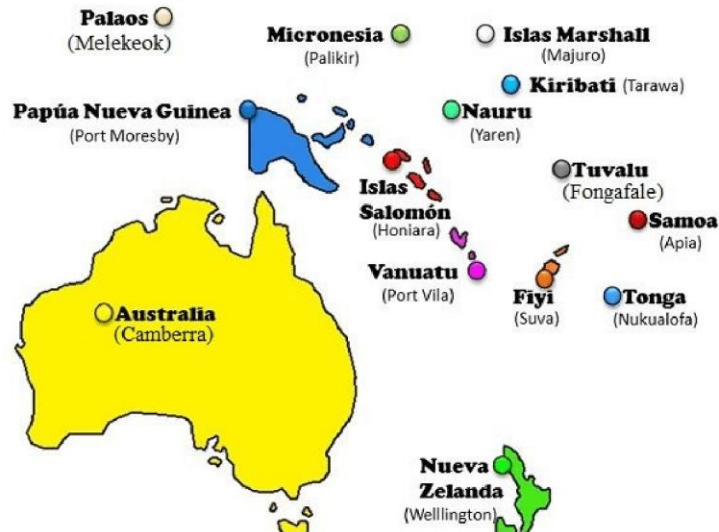 Palaos
(Melekeok)
Micronesia
(Palikir)
Islas Marshall
(Majuro)
Kiribati (Tarawa)
Papúa Nueva Guinea
(Port Moresby)
Nauru
(Yaren)
Tuvalu
(Fongafale)
Islas
Salomón
(Honiara)
Samoa
(Apia)
Vanuatu
(Port Vila)
Fiyi
(Suva)
Tonga
(Nukualofa)
Australia
(Camberra)
Nueva
Zelanda
(Welllington)